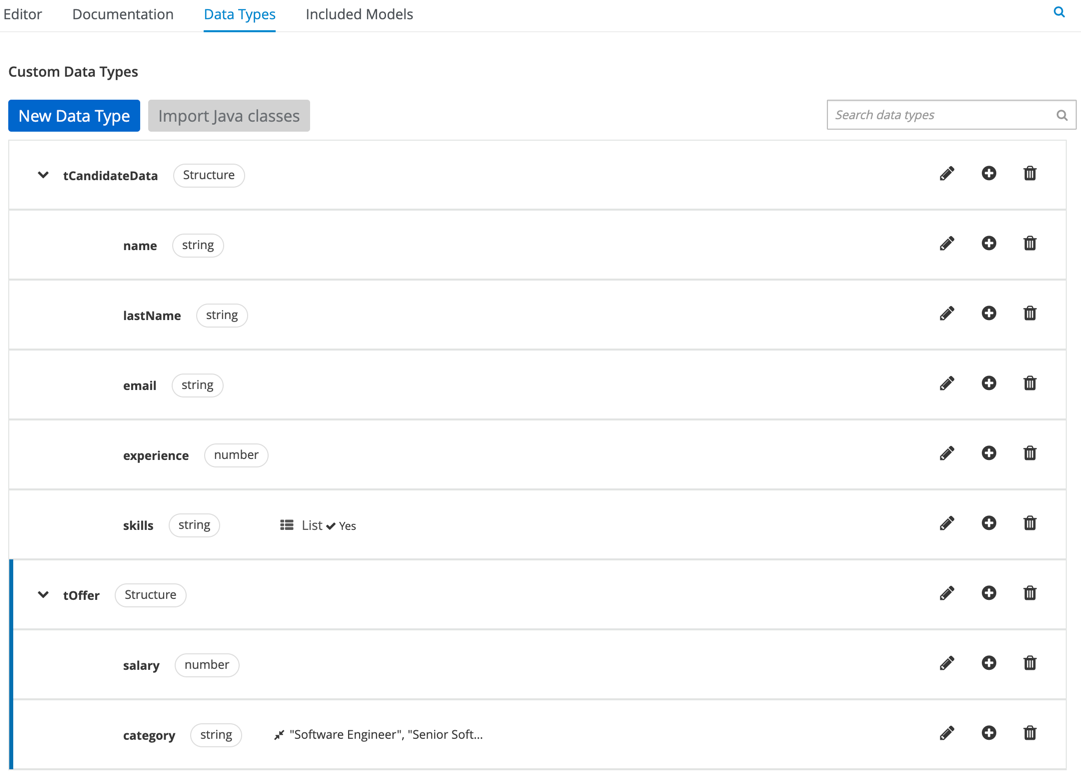 Editor Documentation Data Types Included Models
Custom Data Types
New Data Type Import Java classes Search data types
tCandidateData Structure
name string
lastName string
email string
experience number
skills string List Yes
tOffer Structure
salary number
category string "Software Engineer", "Senior Soft...